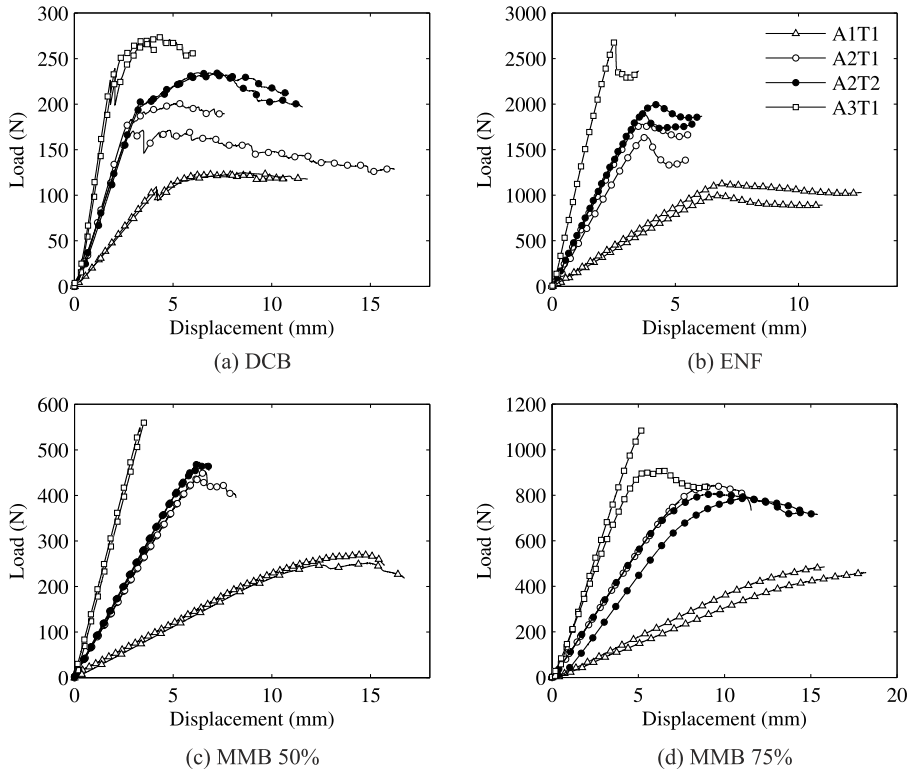 300
250
200
150
100
50
0
0
5
10
15
Load (N)
Displacement (mm)
(a) DCB
3000
2500
2000
1500
1000
500
0
0
5
10
Load (N)
Displacement (mm)
A1T1
A2T1
A2T2
A3T1
(b) ENF
600
500
400
300
200
100
0
0
5
10
15
Load (N)
Displacement (mm)
(c) MMB 50%
1200
1000
800
600
400
200
0
0
5
10
15
20
Load (N)
Displacement (mm)
(d) MMB 75%